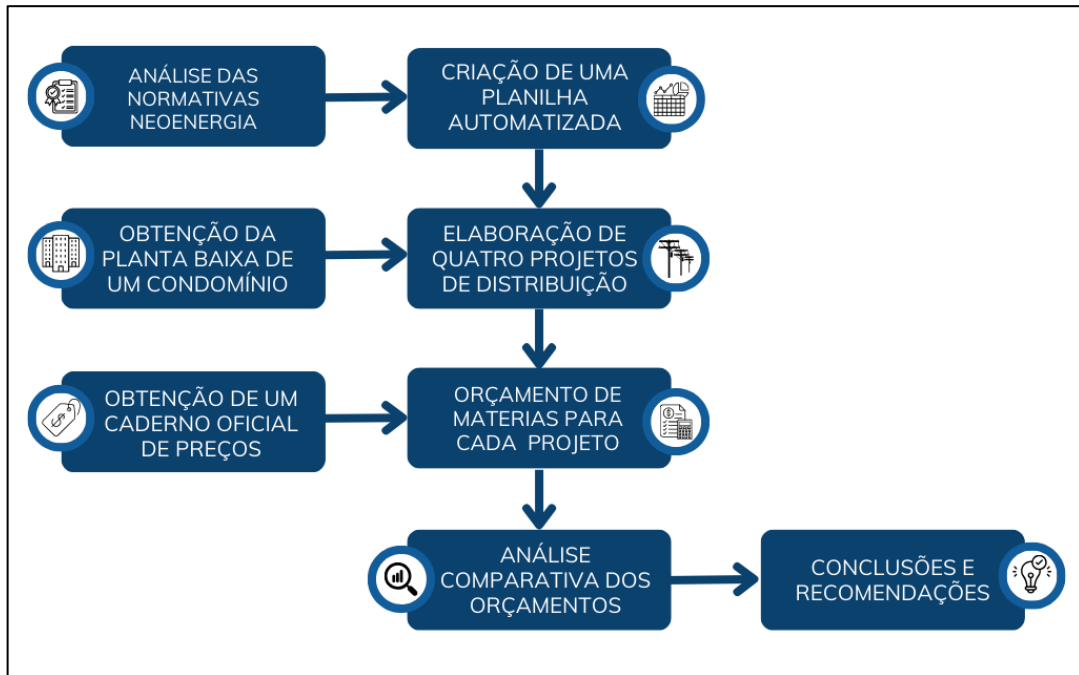 ANÁLISE DAS
NORMATIVAS
NEOENERGIA
CRIAÇÃO DE UMA
PLANILHA
AUTOMATIZADA
OBTENÇÃO DA
PLANTA BAIXA DE
UM CONDOMÍNIO
ELABORAÇÃO DE
QUATRO PROJETOS
DE DISTRIBUIÇÃO
OBTENÇÃO DE UM
CADERNO OFICIAL
DE PREÇOS
ORÇAMENTO DE
MATERIAS PARA
CADA PROJETO
ANÁLISE
COMPARATIVA DOS
ORÇAMENTOS
CONCLUSÕES E
RECOMENDAÇÕES